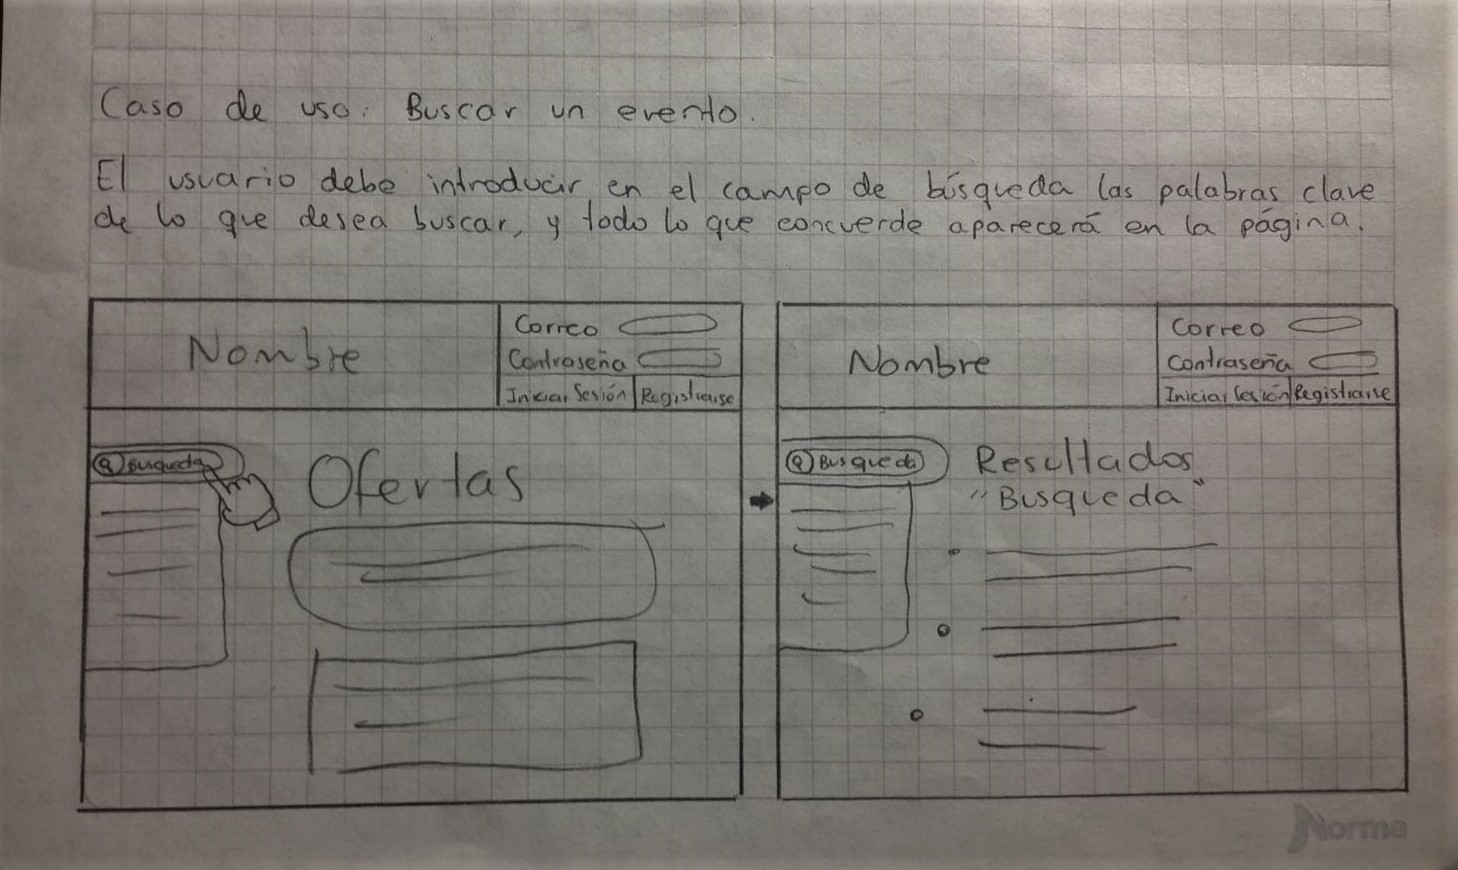 Caso de uso: Buscar un evento.
El usuario debe introducir en el campo de búsqueda las palabras clave
de lo que desea buscar, y todo lo que concuerde aparecerá en la página.
Nombre
Correo
Contraseña
Iniciar Sesión Registrarse
Busqueda
Ofertas
Nombre
Correo
Contraseña
Iniciar Sesión Registrarse
Busqueda
Resultados
"Busqueda"
Norma